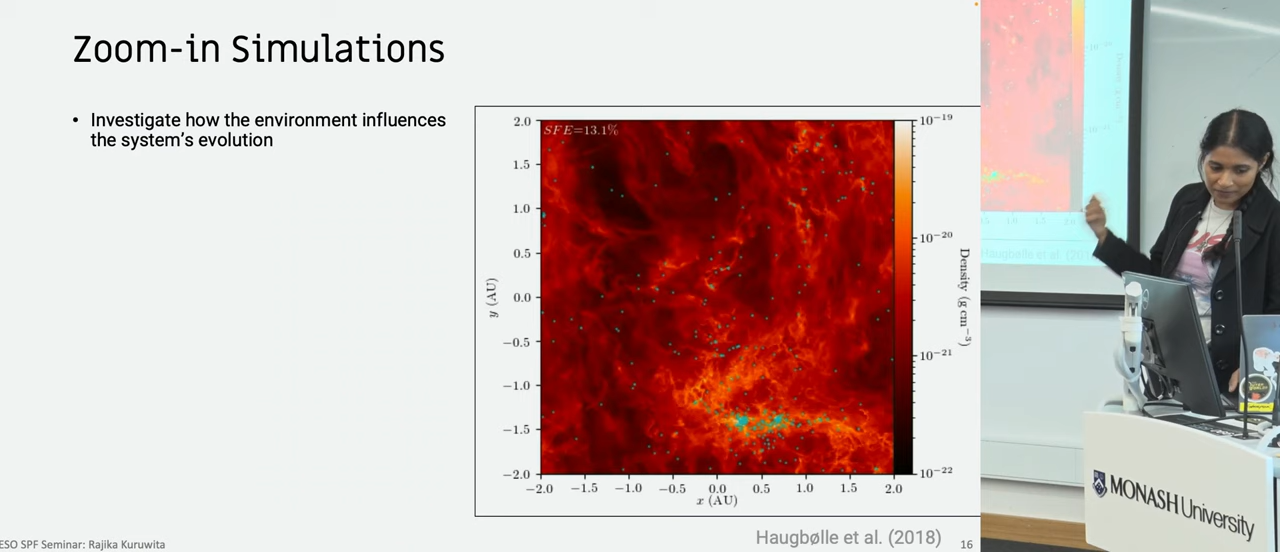 Zoom-in Simulations
• Investigate how the environment influences
the system's evolution
SFE=13.1%
2.0
1.5
1.0
0.5
0.0
−0.5
−1.0
−1.5
−2.0
y (AU)
−2.0 −1.5 −1.0 −0.5 0.0 0.5 1.0 1.5 2.0
x (AU)
10⁻¹⁹
10⁻²⁰
10⁻²¹
10⁻²²
Density (g cm⁻³)
Haugbølle et al. (2018)
ESO SPF Seminar: Rajika Kuruwita
16
MONASH University